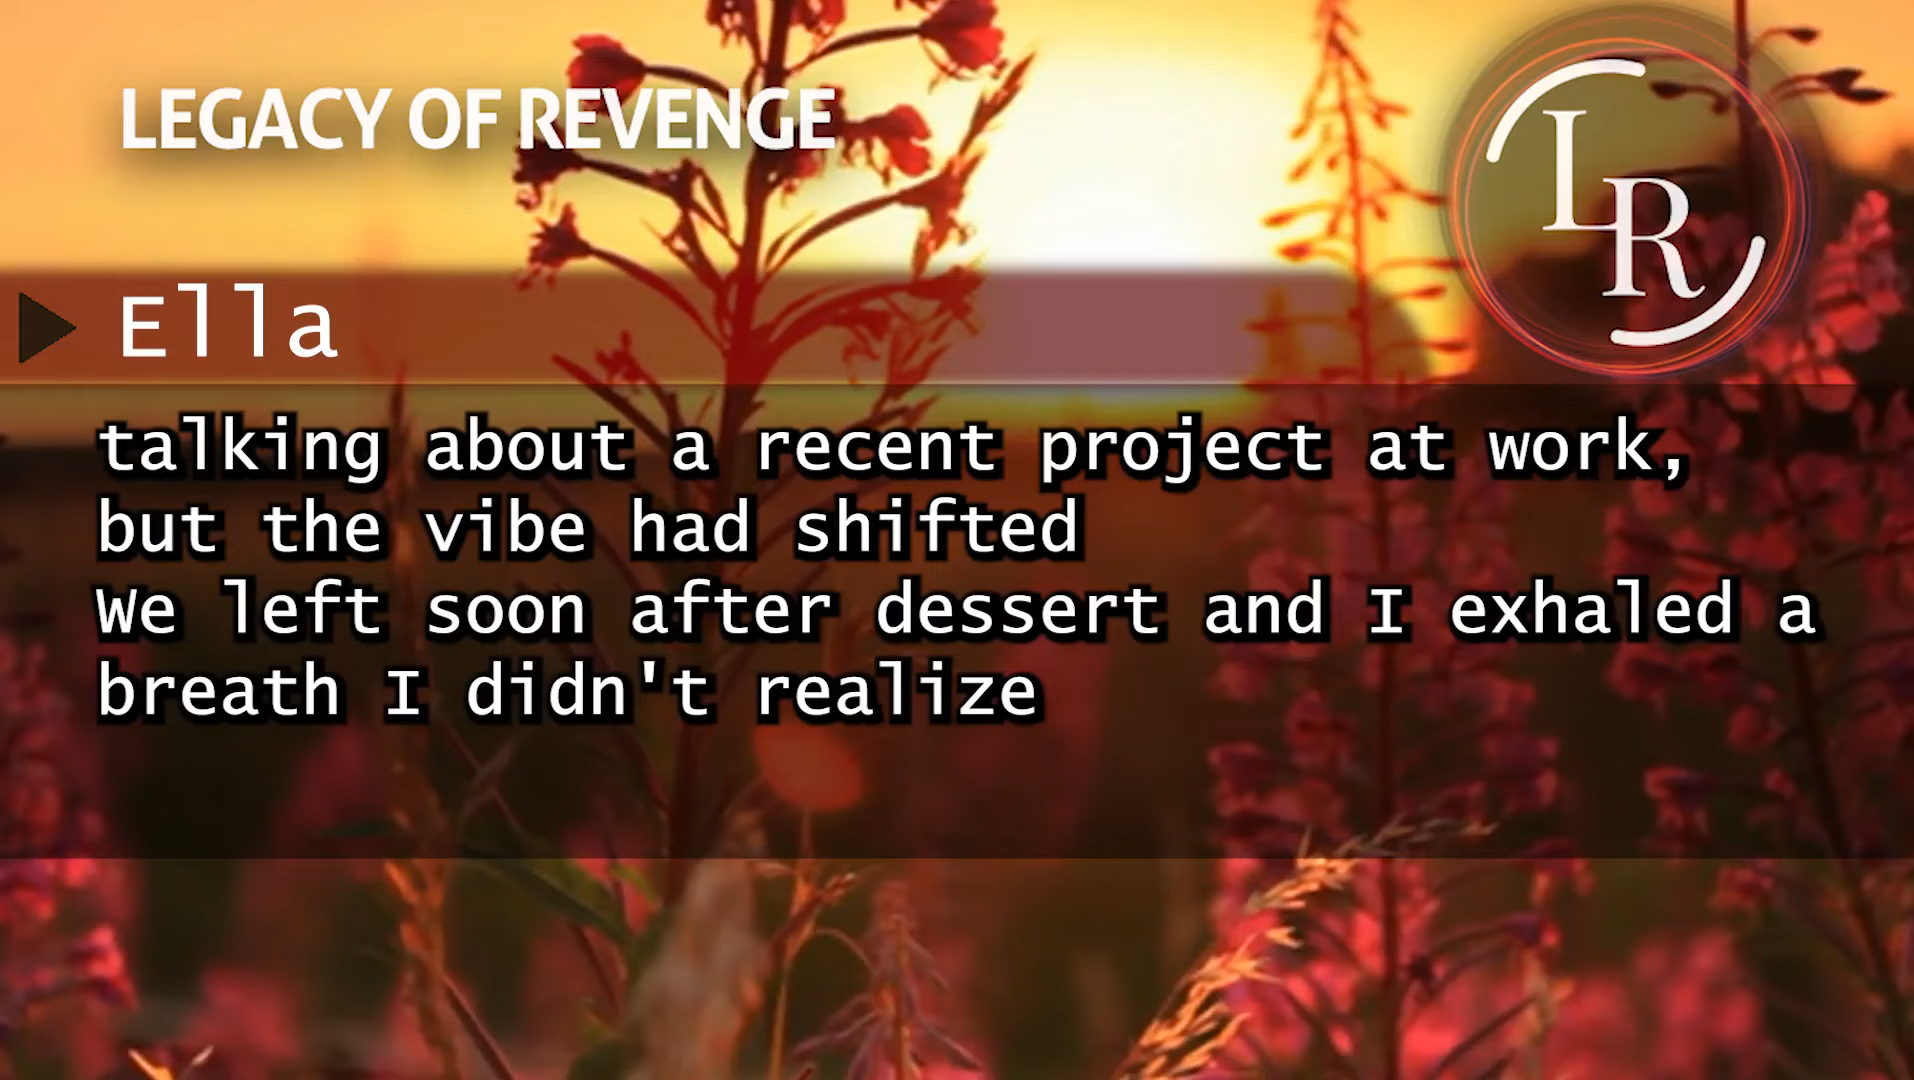 LEGACY OF REVENGE
LR
Ella
talking about a recent project at work,
but the vibe had shifted
We left soon after dessert and I exhaled a
breath I didn't realize